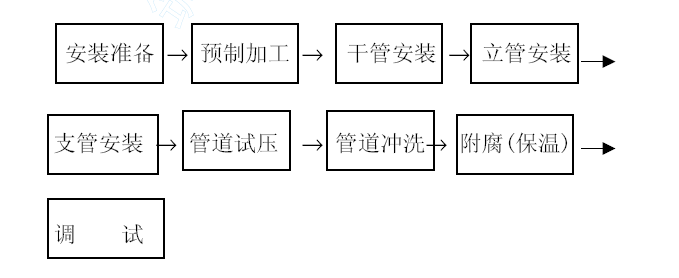 安装准备 → 预制加工 → 干管安装 → 立管安装 →
支管安装 → 管道试压 → 管道冲洗 → 附腐(保温) →
调 试